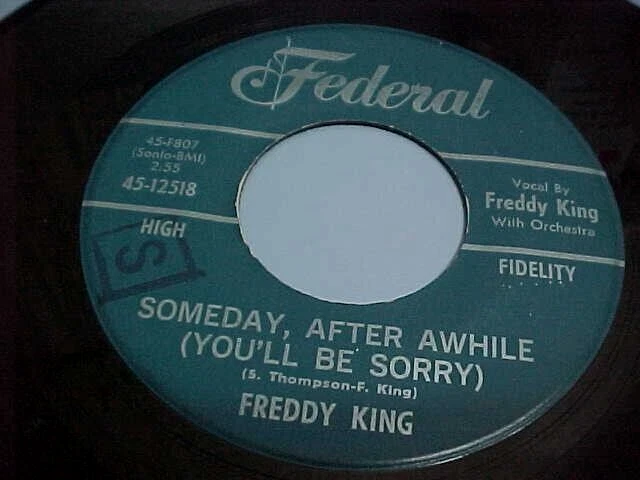 Federal
45-F807
(Sonlo-BMI)
2:55
45-12518
Vocal By
Freddy King
With Orchestra
HIGH
FIDELITY
S
SOMEDAY, AFTER AWHILE
(YOU'LL BE SORRY)
(S. Thompson-F. King)
FREDDY KING